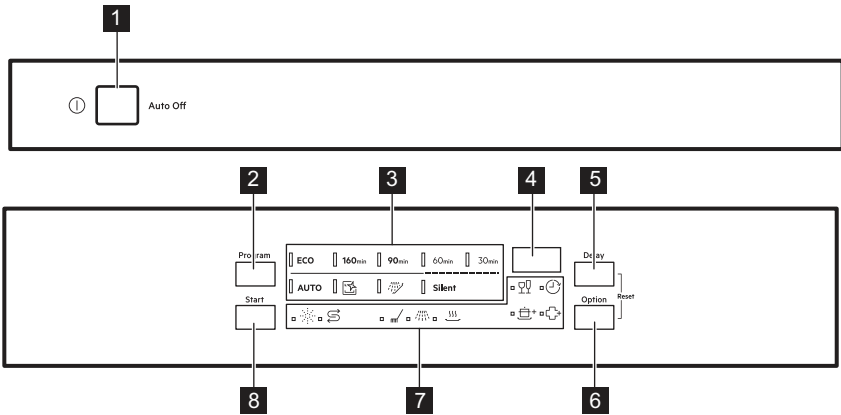 1
Auto Off
2 3 4 5
Program ECO 160min 90min 60min 30min Delay
AUTO Silent
Start Option Reset
8 7 6